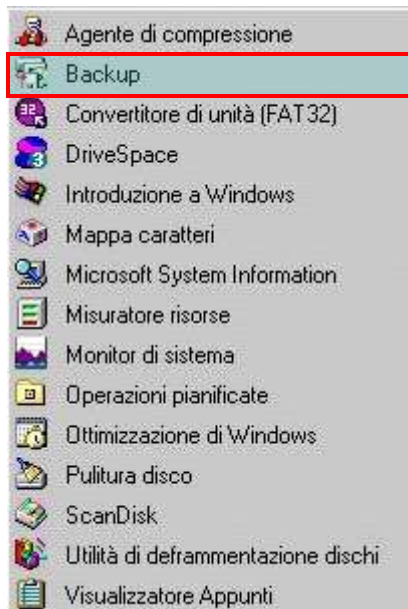 Agente di compressione
Backup
Convertitore di unità (FAT32)
DriveSpace
Introduzione a Windows
Mappa caratteri
Microsoft System Information
Misuratore risorse
Monitor di sistema
Operazioni pianificate
Ottimizzazione di Windows
Pulitura disco
ScanDisk
Utilità di deframmentazione dischi
Visualizzatore Appunti